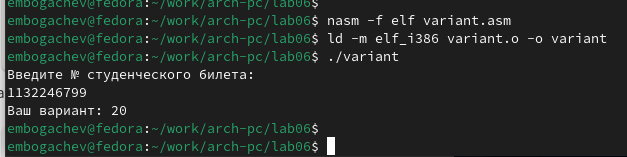 embogachev@fedora:~/work/arch-pc/lab06$ nasm -f elf variant.asm
embogachev@fedora:~/work/arch-pc/lab06$ ld -m elf_i386 variant.o -o variant
embogachev@fedora:~/work/arch-pc/lab06$ ./variant
Введите № студенческого билета:
1132246799
Ваш вариант: 20
embogachev@fedora:~/work/arch-pc/lab06$
embogachev@fedora:~/work/arch-pc/lab06$